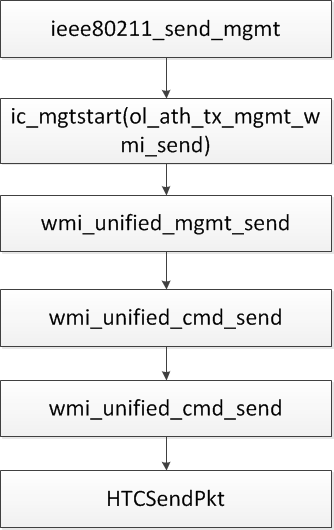 ieee80211_send_mgmt
ic_mgtstart(ol_ath_tx_mgmt_w
mi_send)
wmi_unified_mgmt_send
wmi_unified_cmd_send
wmi_unified_cmd_send
HTCSendPkt